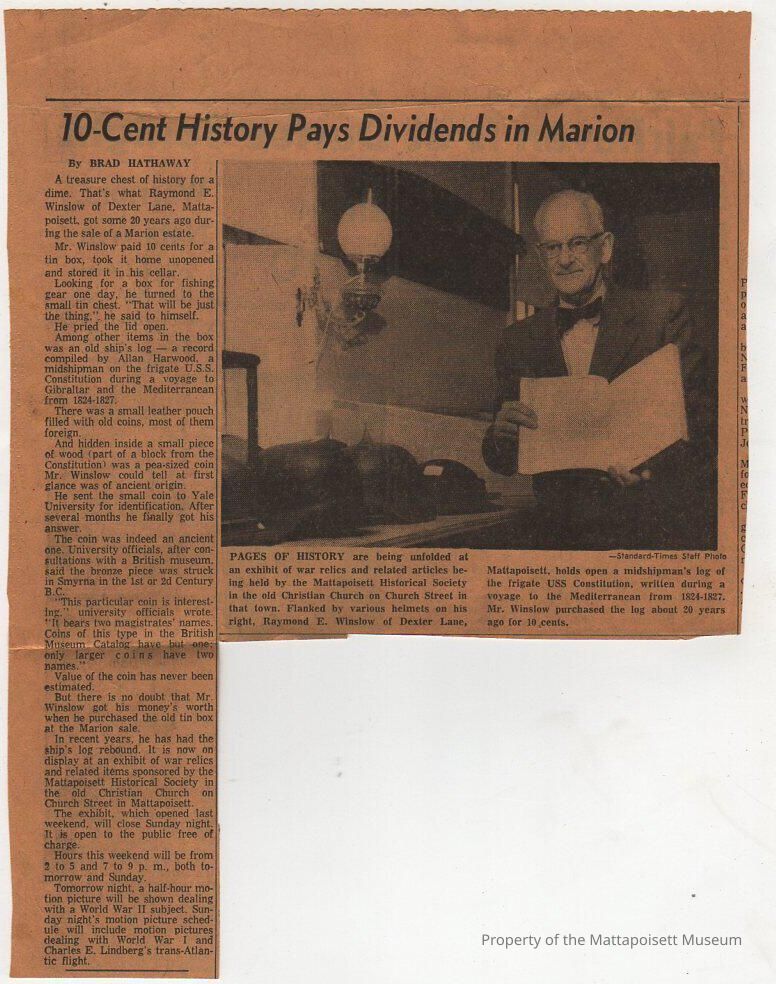 10-Cent History Pays Dividends in Marion
By BRAD HATHAWAY
A treasure chest of history for a
dime. That's what Raymond E.
Winslow of Dexter Lane, Matta-
poisett, got some 20 years ago dur-
ing the sale of a Marion estate.
Mr. Winslow paid 10 cents for a
tin box, took it home unopened
and stored it in his cellar.
Looking for a box for fishing
gear one day, he turned to the
small tin chest. "That will be just
the thing," he said to himself.
He pried the lid open.
Among other items in the box
was an old ship's log — a record
compiled by Allan Harwood, a
midshipman on the frigate U.S.S.
Constitution during a voyage to
Gibraltar and the Mediterranean
from 1824-1827.
There was a small leather pouch
filled with old coins, most of them
foreign.
And hidden inside a small piece
of wood (part of a block from the
Constitution) was a pea-sized coin
Mr. Winslow could tell at first
glance was of ancient origin.
He sent the small coin to Yale
University for identification. After
several months he finally got his
answer.
The coin was indeed an ancient
one. University officials, after con-
sultations with a British museum,
said the bronze piece was struck
in Smyrna in the 1st or 2d Century
B.C.
"This particular coin is interest-
ing," university officials wrote.
"It bears two magistrates' names.
Coins of this type in the British
Museum Catalog have but one;
only larger coins have two
names."
Value of the coin has never been
estimated.
But there is no doubt that Mr.
Winslow got his money's worth
when he purchased the old tin box
at the Marion sale.
In recent years, he has had the
ship's log rebound. It is now on
display at an exhibit of war relics
and related items sponsored by the
Mattapoisett Historical Society in
the old Christian Church on
Church Street in Mattapoisett.
The exhibit, which opened last
weekend, will close Sunday night.
It is open to the public free of
charge.
Hours this weekend will be from
2 to 5 and 7 to 9 p. m., both to-
morrow and Sunday.
Tomorrow night, a half-hour mo-
tion picture will be shown dealing
with a World War II subject. Sun-
day night's motion picture sched-
ule will include motion pictures
dealing with World War I and
Charles E. Lindberg's trans-Atlan-
tic flight.
—Standard-Times Staff Photo
PAGES OF HISTORY are being unfolded at
an exhibit of war relics and related articles be-
ing held by the Mattapoisett Historical Society
in the old Christian Church on Church Street in
that town. Flanked by various helmets on his
right, Raymond E. Winslow of Dexter Lane,
Mattapoisett, holds open a midshipman's log of
the frigate USS Constitution, written during a
voyage to the Mediterranean from 1824-1827.
Mr. Winslow purchased the log about 20 years
ago for 10 cents.
Property of the Mattapoisett Museum